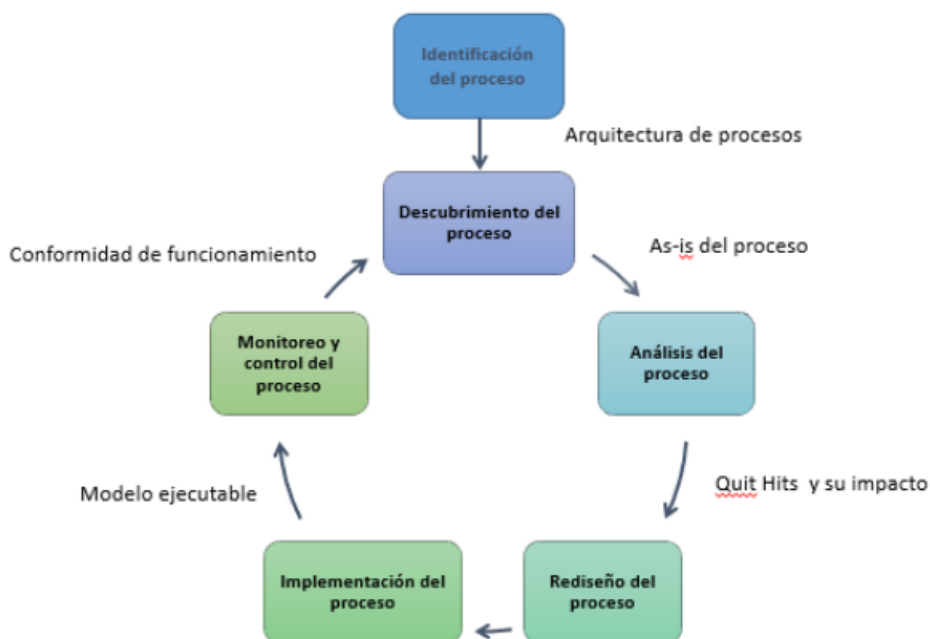 Identificación
del proceso
Arquitectura de procesos
Descubrimiento del
proceso
Conformidad de funcionamiento
As-is del proceso
Monitoreo y
control del
proceso
Análisis del
proceso
Modelo ejecutable
Quit Hits y su impacto
Implementación del
proceso
Rediseño del
proceso